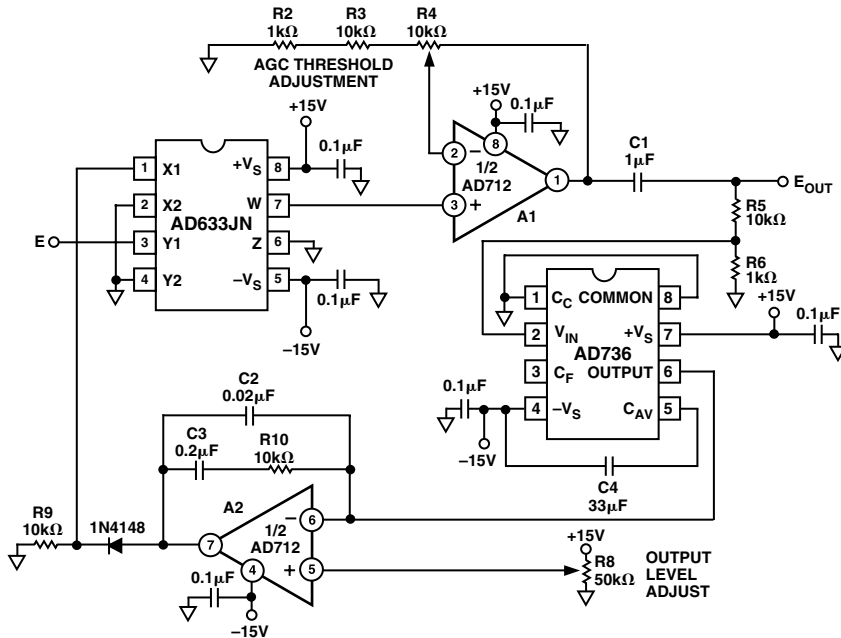 R2
1kΩ
R3
10kΩ
R4
10kΩ
AGC THRESHOLD
ADJUSTMENT
+15V
0.1μF
1 X1
2 X2
3 Y1
4 Y2
+VS 8
W 7
Z 6
–VS 5
AD633JN
E
0.1μF
–15V
+15V
0.1μF
8
2 –
1/2
AD712
3 +
1
A1
C1
1μF
EOUT
R5
10kΩ
R6
1kΩ
1 CC
2 VIN
3 CF
4 –VS
COMMON 8
+VS 7
OUTPUT 6
CAV 5
AD736
+15V
0.1μF
0.1μF
–15V
C4
33μF
C2
0.02μF
C3
0.2μF
R10
10kΩ
R9
10kΩ
1N4148
A2
7
1/2
AD712
– 6
+ 5
4
0.1μF
–15V
+15V
R8
50kΩ
OUTPUT
LEVEL
ADJUST